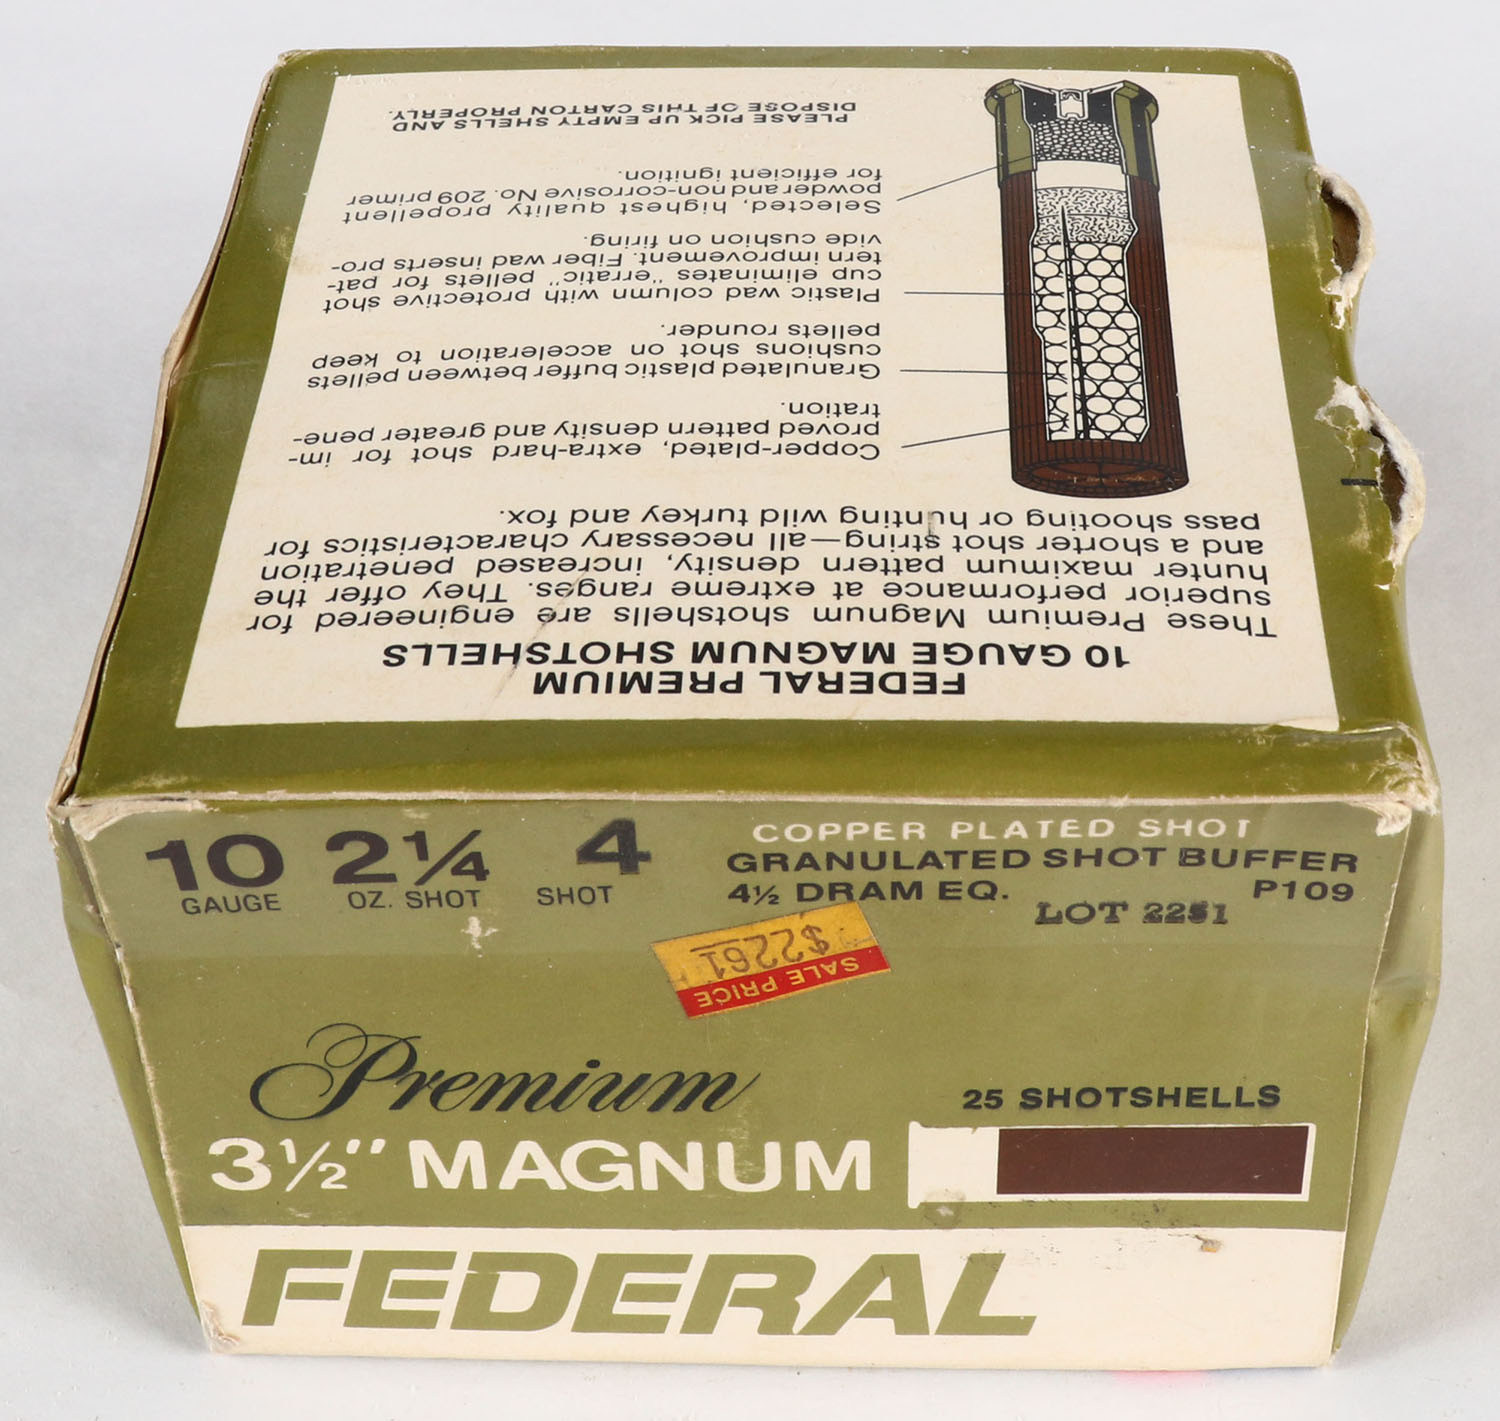 FEDERAL PREMIUM
10 GAUGE MAGNUM SHOTSHELLS
These Premium Magnum shotshells are engineered for
superior performance at extreme ranges. They offer the
hunter maximum pattern density, increased penetration
and a shorter shot string—all necessary characteristics for
pass shooting or hunting wild turkey and fox.
Copper-plated, extra-hard shot for im-
proved pattern density and greater pene-
tration.
Granulated plastic buffer between pellets
cushions shot on acceleration to keep
pellets rounder.
Plastic wad column with protective shot
cup eliminates "erratic" pellets for pat-
tern improvement. Fiber wad inserts pro-
vide cushion on firing.
Selected, highest quality propellent
powder and non-corrosive No. 209 primer
for efficient ignition.
PLEASE PICK UP EMPTY SHELLS AND
DISPOSE OF THIS CARTON PROPERLY.
10 GAUGE
2¼ OZ. SHOT
4 SHOT
COPPER PLATED SHOT
GRANULATED SHOT BUFFER
4½ DRAM EQ. P109
LOT 2251
SALE PRICE
$2261
Premium
25 SHOTSHELLS
3½" MAGNUM
FEDERAL